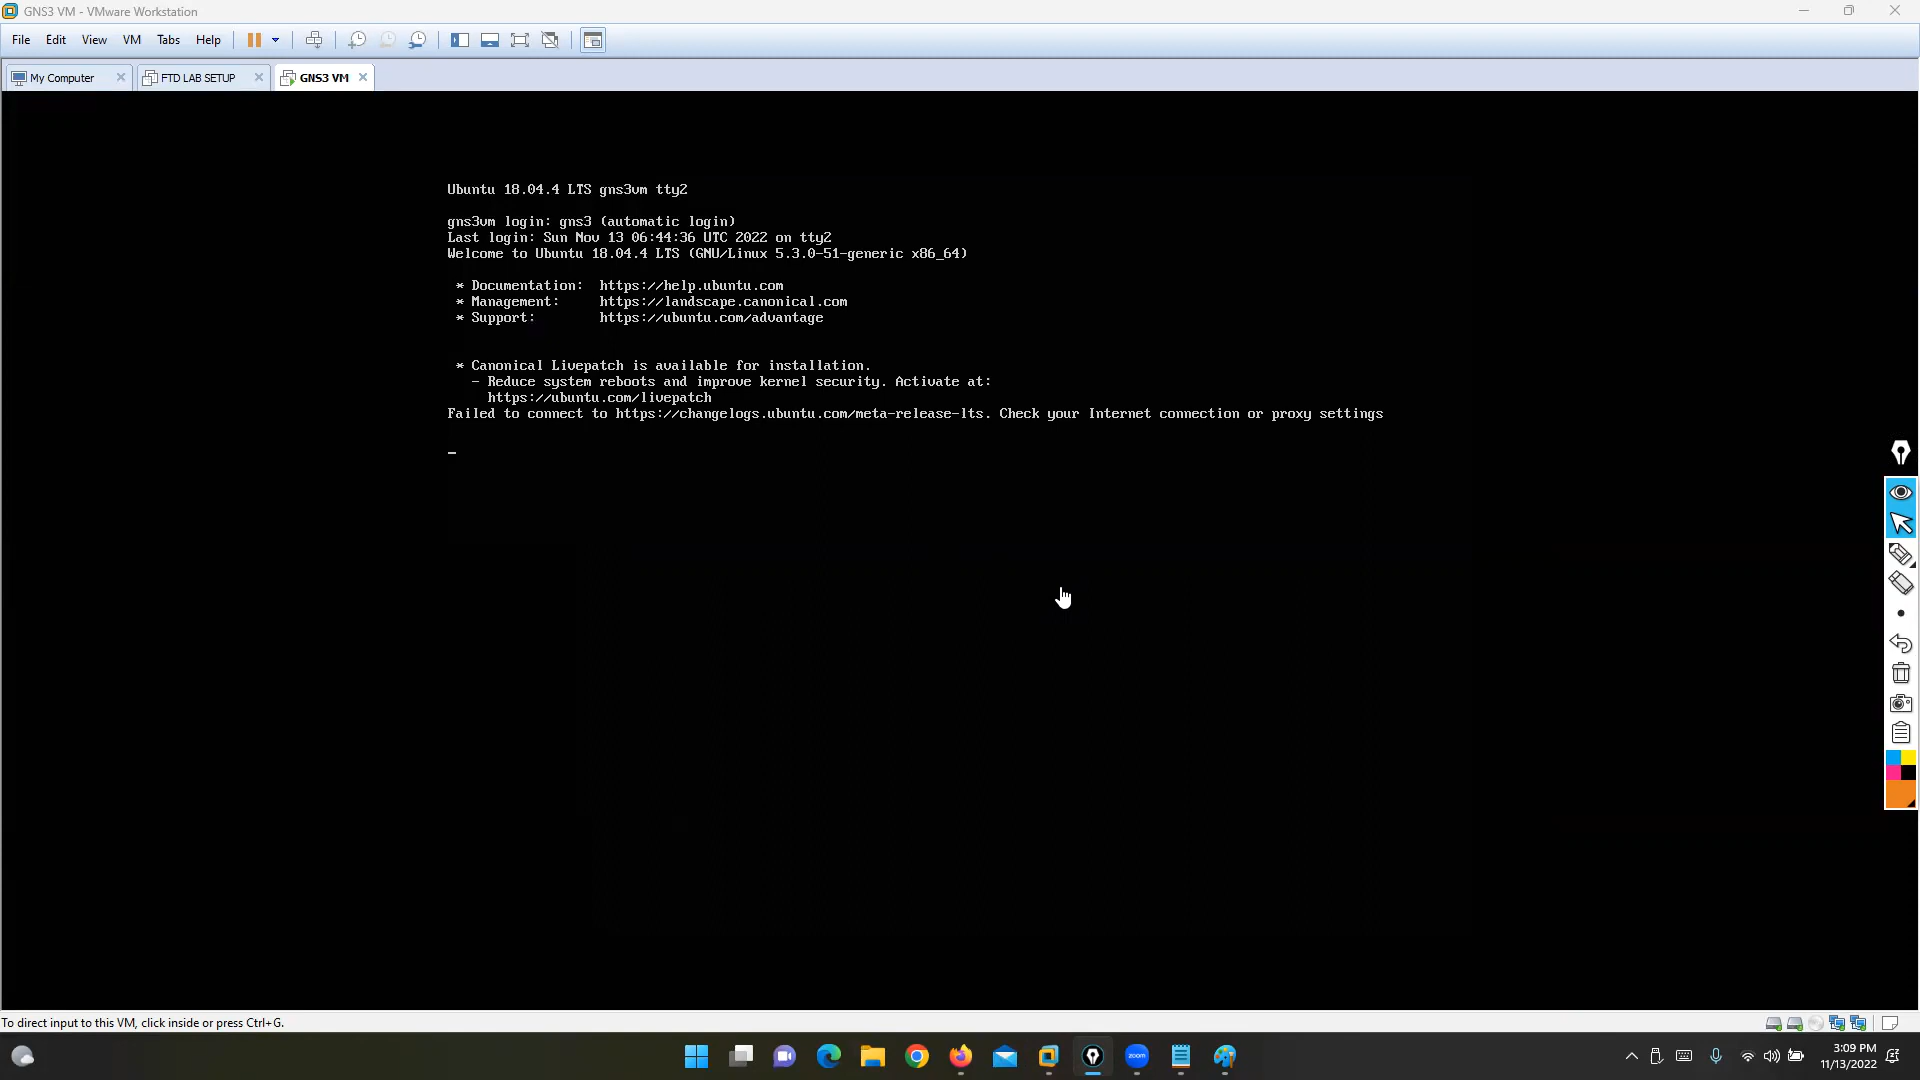 GNS3 VM - VMware Workstation
File Edit View VM Tabs Help
My Computer FTD LAB SETUP GNS3 VM
Ubuntu 18.04.4 LTS gns3vm tty2
gns3vm login: gns3 (automatic login)
Last login: Sun Nov 13 06:44:36 UTC 2022 on tty2
Welcome to Ubuntu 18.04.4 LTS (GNU/Linux 5.3.0-51-generic x86_64)
* Documentation: https://help.ubuntu.com
* Management: https://landscape.canonical.com
* Support: https://ubuntu.com/advantage
* Canonical Livepatch is available for installation.
- Reduce system reboots and improve kernel security. Activate at:
https://ubuntu.com/livepatch
Failed to connect to https://changelogs.ubuntu.com/meta-release-lts. Check your Internet connection or proxy settings
_
To direct input to this VM, click inside or press Ctrl+G.
zoom
3:09 PM
11/13/2022